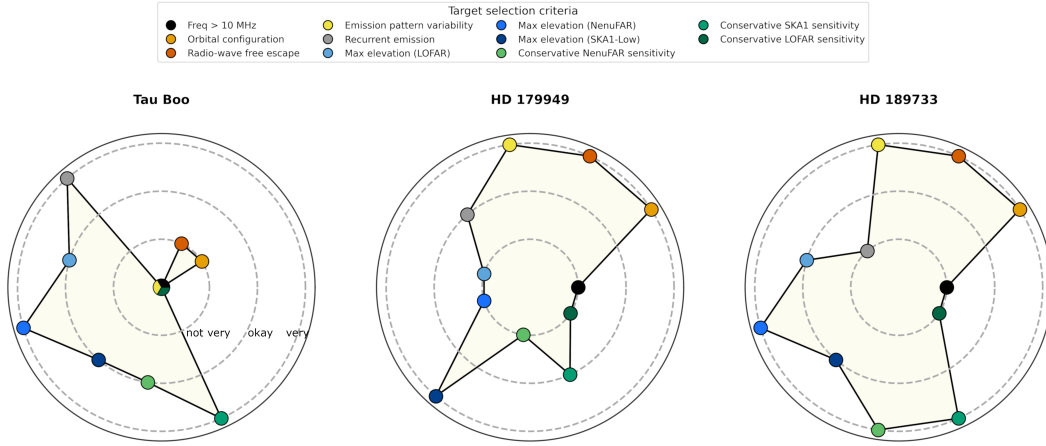 Target selection criteria
Freq > 10 MHz
Orbital configuration
Radio-wave free escape
Emission pattern variability
Recurrent emission
Max elevation (LOFAR)
Max elevation (NenuFAR)
Max elevation (SKA1-Low)
Conservative NenuFAR sensitivity
Conservative SKA1 sensitivity
Conservative LOFAR sensitivity
Tau Boo
HD 179949
HD 189733
not very okay very